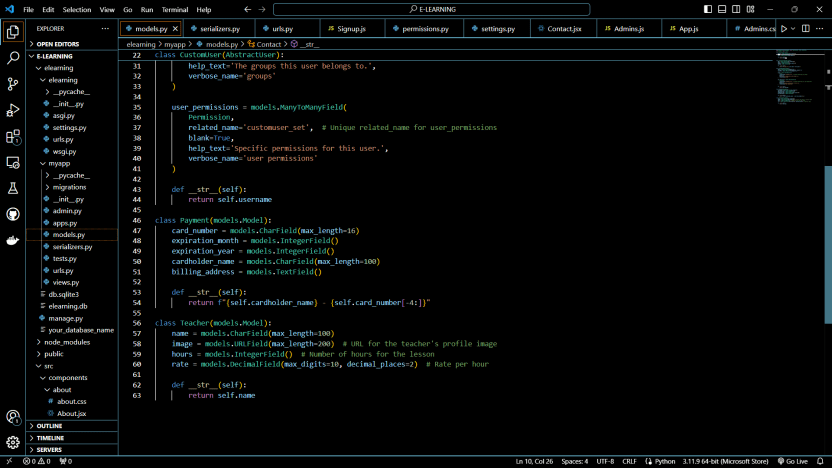 File Edit Selection View Go Run Terminal Help
E-LEARNING
EXPLORER
models.py
serializers.py
urls.py
JS Signup.js
permissions.py
settings.py
Contact.jsx
JS Admins.js
JS App.js
# Admins.cs
OPEN EDITORS
E-LEARNING
elearning
elearning
__pycache__
__init__.py
asgi.py
settings.py
urls.py
wsgi.py
myapp
__pycache__
migrations
__init__.py
admin.py
apps.py
models.py
serializers.py
tests.py
urls.py
views.py
db.sqlite3
elearning.db
manage.py
your_database_name
node_modules
public
src
components
about
# about.css
About.jsx
OUTLINE
TIMELINE
SERVERS
elearning > myapp > models.py > Contact > __str__
22 class CustomUser(AbstractUser):
31 help_text='The groups this user belongs to.',
32 verbose_name='groups'
33 )
34
35 user_permissions = models.ManyToManyField(
36 Permission,
37 related_name='customuser_set', # Unique related_name for user_permissions
38 blank=True,
39 help_text='Specific permissions for this user.',
40 verbose_name='user permissions'
41 )
42
43 def __str__(self):
44 return self.username
45
46 class Payment(models.Model):
47 card_number = models.CharField(max_length=16)
48 expiration_month = models.IntegerField()
49 expiration_year = models.IntegerField()
50 cardholder_name = models.CharField(max_length=100)
51 billing_address = models.TextField()
52
53 def __str__(self):
54 return f"{self.cardholder_name} - {self.card_number[-4:]}"
55
56 class Teacher(models.Model):
57 name = models.CharField(max_length=100)
58 image = models.URLField(max_length=200) # URL for the teacher's profile image
59 hours = models.IntegerField() # Number of hours for the lesson
60 rate = models.DecimalField(max_digits=10, decimal_places=2) # Rate per hour
61
62 def __str__(self):
63 return self.name
0 0 0
Ln 10, Col 26 Spaces: 4 UTF-8 CRLF Python 3.11.9 64-bit (Microsoft Store) Go Live